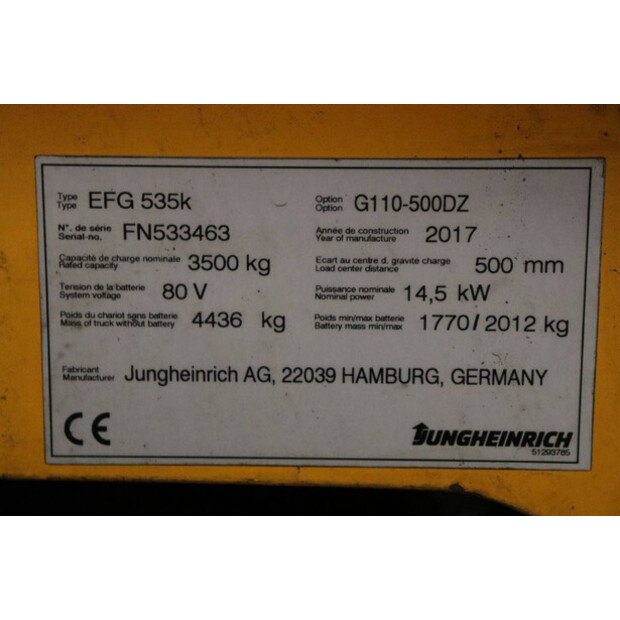 Type Type EFG 535k Option Option G110-500DZ
N°. de série Serial-no. FN533463 Année de construction Year of manufacture 2017
Capacité de charge nominale Rated capacity 3500 kg Ecart au centre d. gravite charge Load center distance 500 mm
Tension de la batterie System voltage 80 V Puissance nominale Nominal power 14,5 kW
Poids du chariot sans batterie Mass of truck without battery 4436 kg Poids min/max batterie Battery mass min/max 1770/2012 kg
Fabricant Manufacturer Jungheinrich AG, 22039 HAMBURG, GERMANY
CE JUNGHEINRICH
51293785